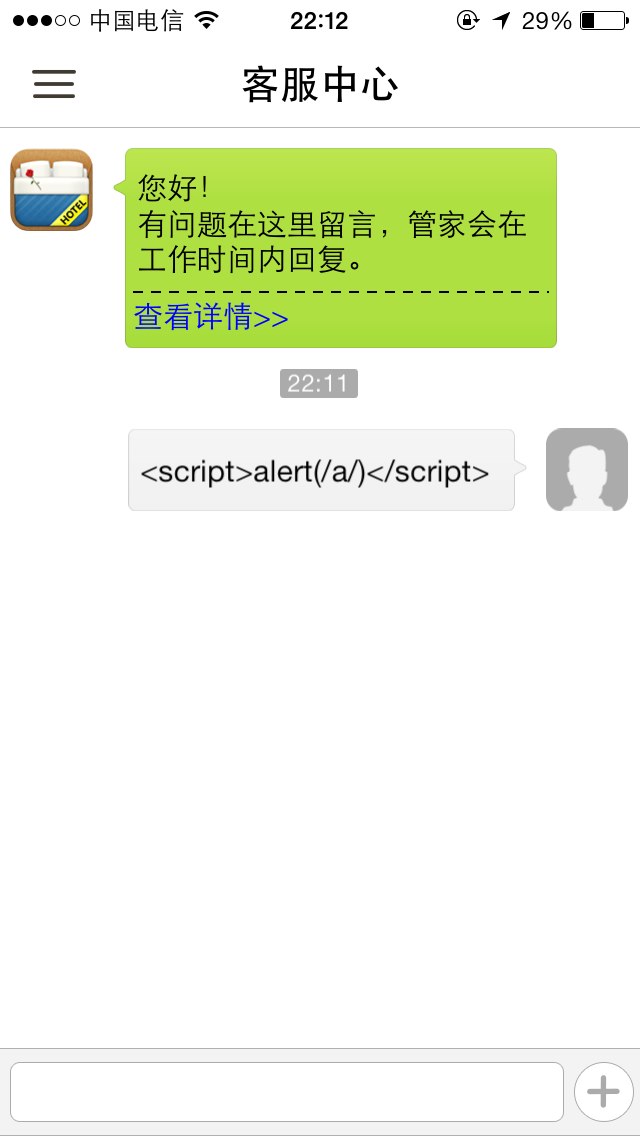 中国电信 22:12 29%
客服中心
HOTEL
您好！
有问题在这里留言，管家会在
工作时间内回复。
查看详情>>
22:11
<script>alert(/a/)</script>